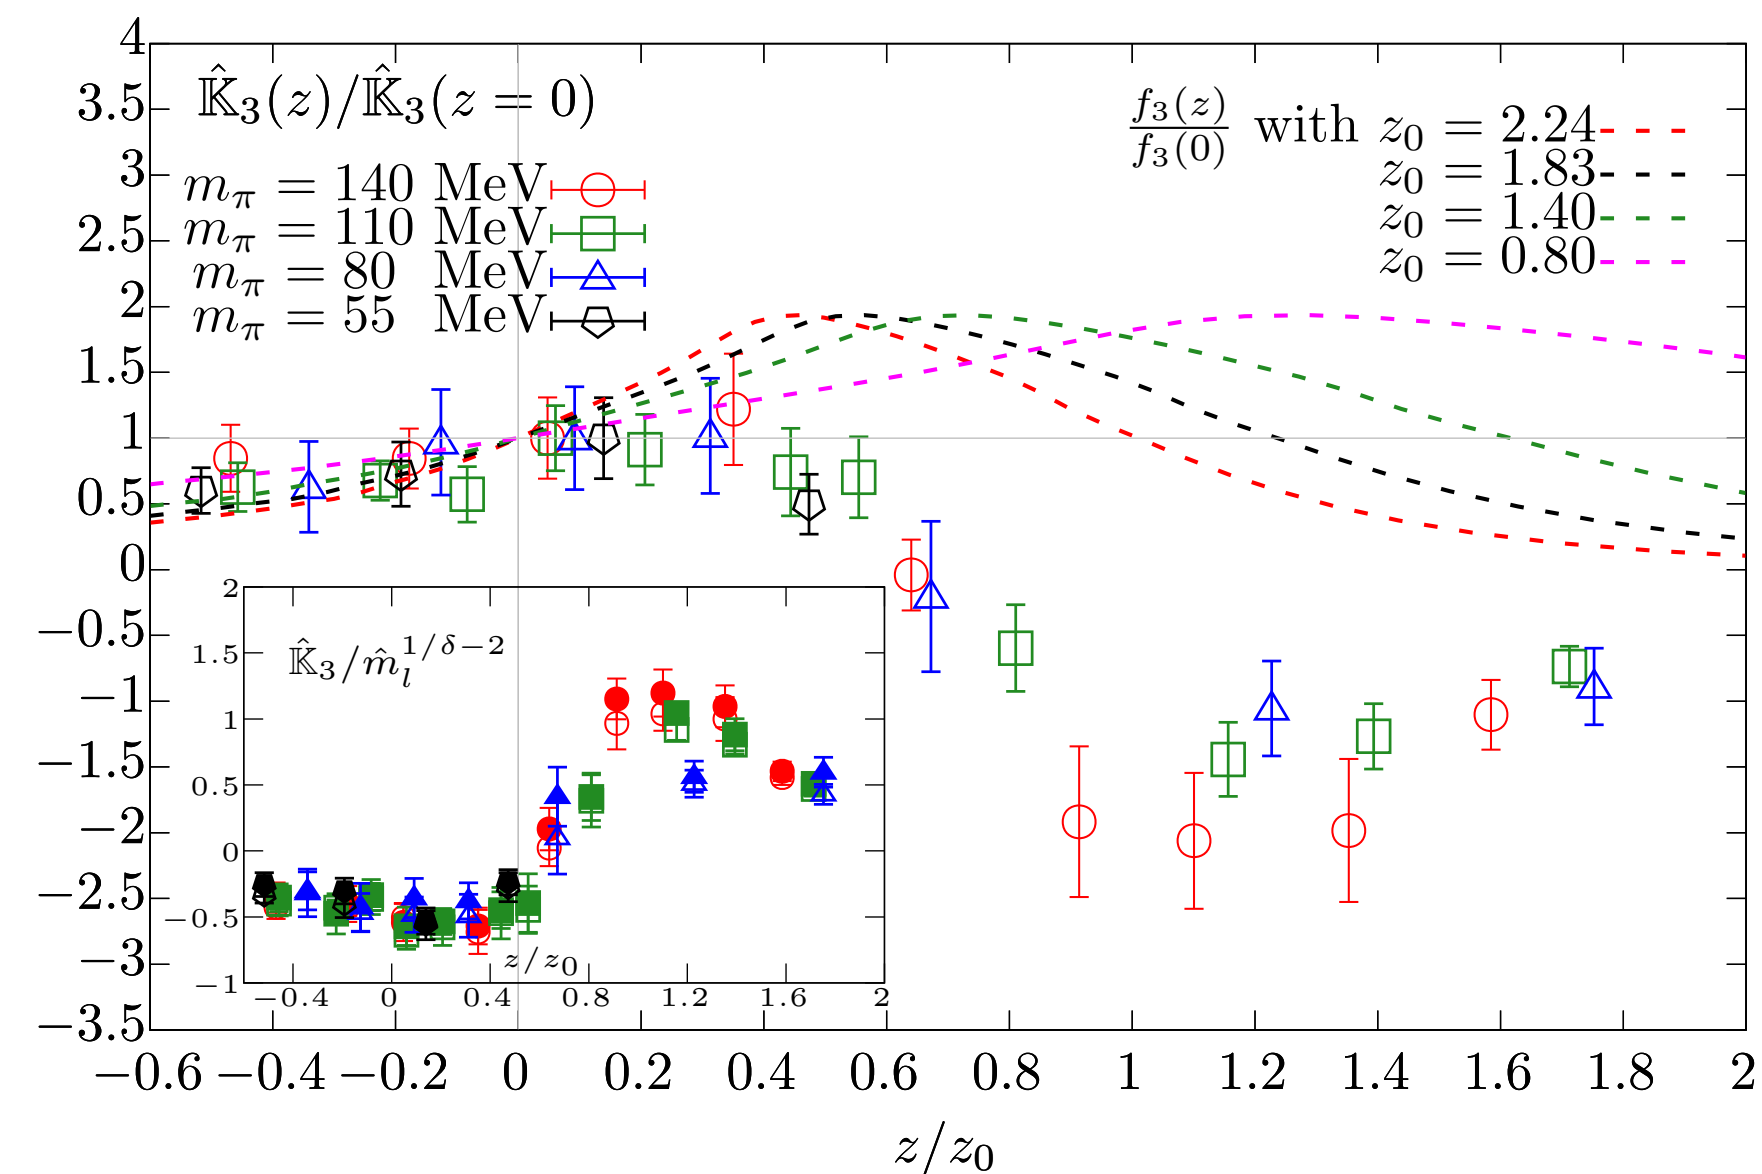 𝕂̂₃(z)/𝕂̂₃(z = 0)
m_π = 140 MeV
m_π = 110 MeV
m_π = 80 MeV
m_π = 55 MeV
f₃(z)/f₃(0) with z₀ = 2.24
z₀ = 1.83
z₀ = 1.40
z₀ = 0.80
4
3.5
3
2.5
2
1.5
1
0.5
0
−0.5
−1
−1.5
−2
−2.5
−3
−3.5
𝕂̂₃/m̂_l^{1/δ−2}
2
1.5
1
0.5
0
−0.5
−1
z/z₀
−0.4 0 0.4 0.8 1.2 1.6 2
−0.6 −0.4 −0.2 0 0.2 0.4 0.6 0.8 1 1.2 1.4 1.6 1.8 2
z/z₀